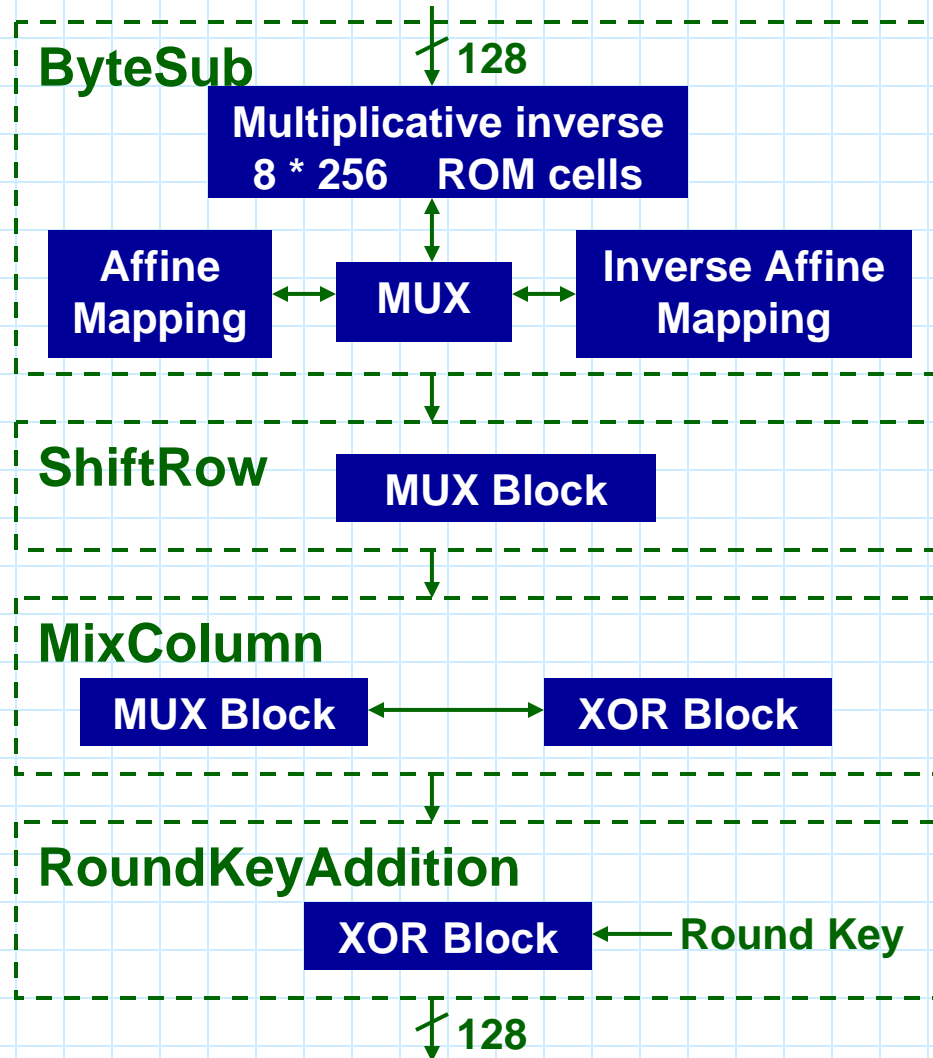 128
ByteSub
Multiplicative inverse
8 * 256 ROM cells
Affine
Mapping
MUX
Inverse Affine
Mapping
ShiftRow
MUX Block
MixColumn
MUX Block
XOR Block
RoundKeyAddition
XOR Block
Round Key
128